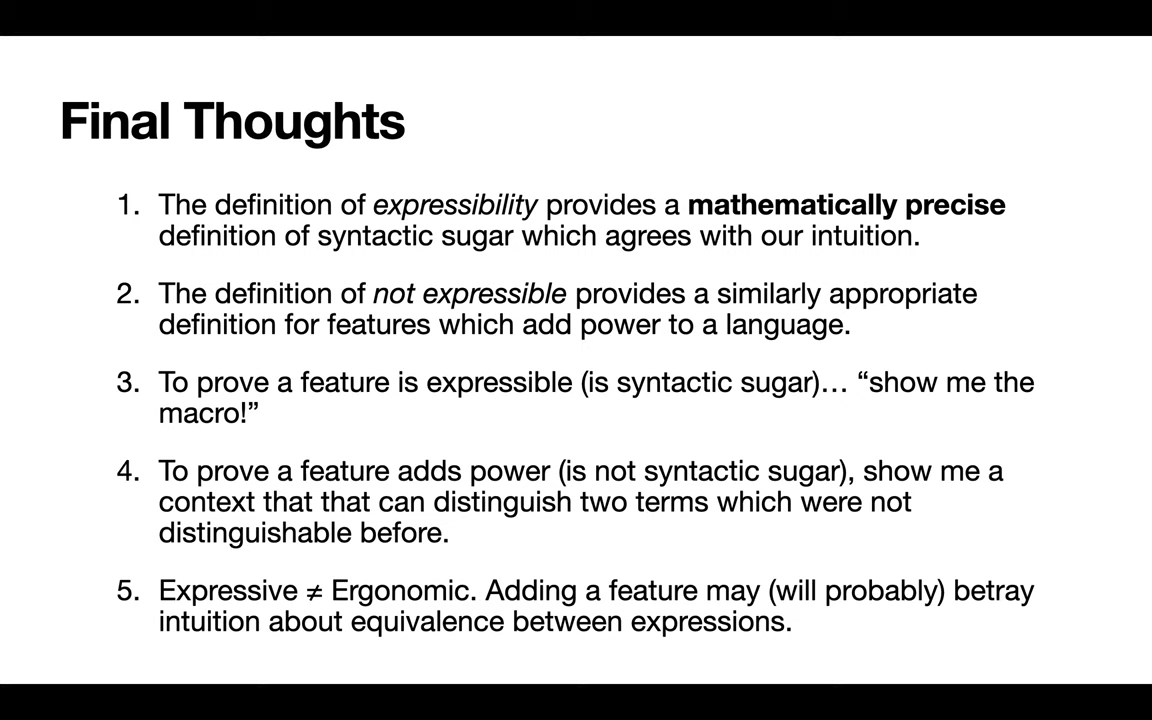 Final Thoughts
1. The definition of expressibility provides a mathematically precise
definition of syntactic sugar which agrees with our intuition.
2. The definition of not expressible provides a similarly appropriate
definition for features which add power to a language.
3. To prove a feature is expressible (is syntactic sugar)… “show me the
macro!”
4. To prove a feature adds power (is not syntactic sugar), show me a
context that that can distinguish two terms which were not
distinguishable before.
5. Expressive ≠ Ergonomic. Adding a feature may (will probably) betray
intuition about equivalence between expressions.